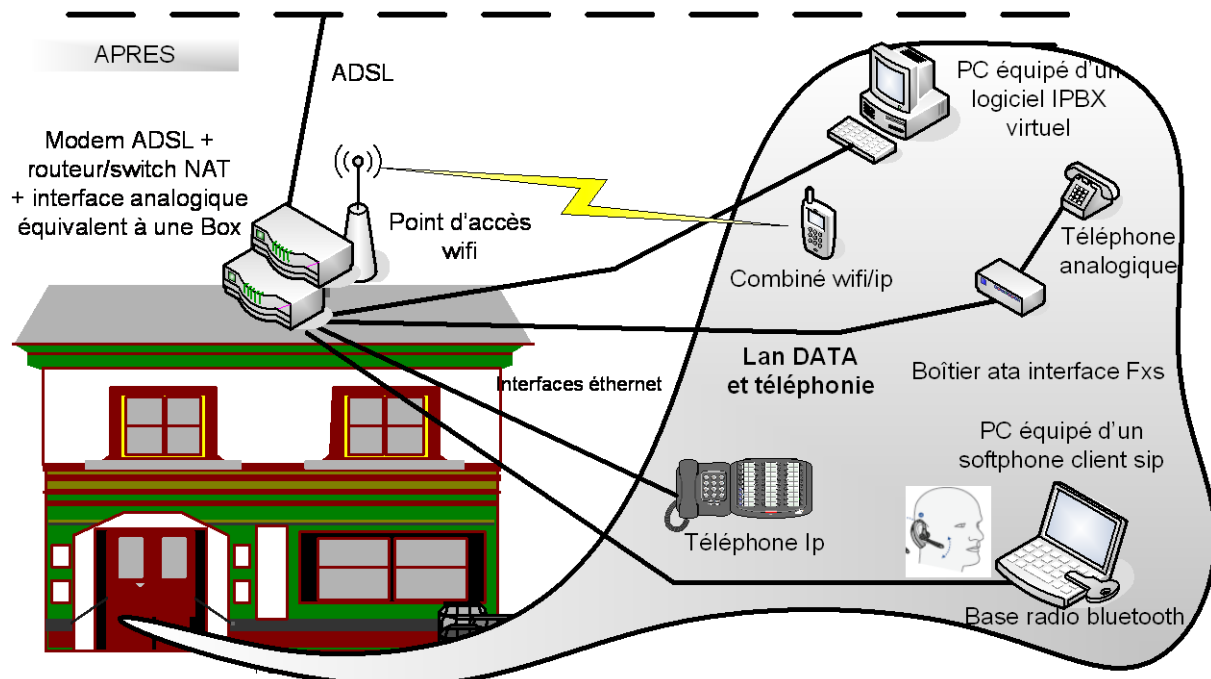 APRES
ADSL
Modem ADSL +
routeur/switch NAT
+ interface analogique
équivalent à une Box
Point d'accès
wifi
PC équipé d'un
logiciel IPBX
virtuel
Combiné wifi/ip
Téléphone
analogique
Lan DATA
et téléphonie
Boîtier ata interface Fxs
Interfaces éthernet
PC équipé d'un
softphone client sip
Téléphone Ip
Base radio bluetooth